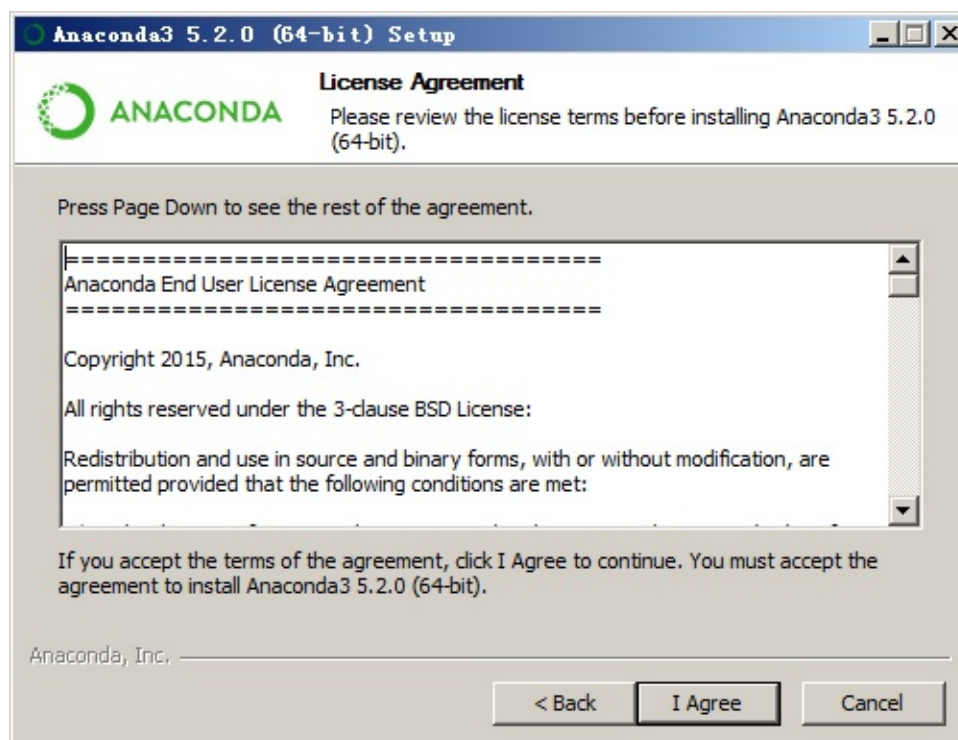 Anaconda3 5.2.0 (64-bit) Setup
ANACONDA
License Agreement
Please review the license terms before installing Anaconda3 5.2.0
(64-bit).
Press Page Down to see the rest of the agreement.
===================================
Anaconda End User License Agreement
===================================
Copyright 2015, Anaconda, Inc.
All rights reserved under the 3-clause BSD License:
Redistribution and use in source and binary forms, with or without modification, are
permitted provided that the following conditions are met:
If you accept the terms of the agreement, click I Agree to continue. You must accept the
agreement to install Anaconda3 5.2.0 (64-bit).
Anaconda, Inc.
< Back
I Agree
Cancel